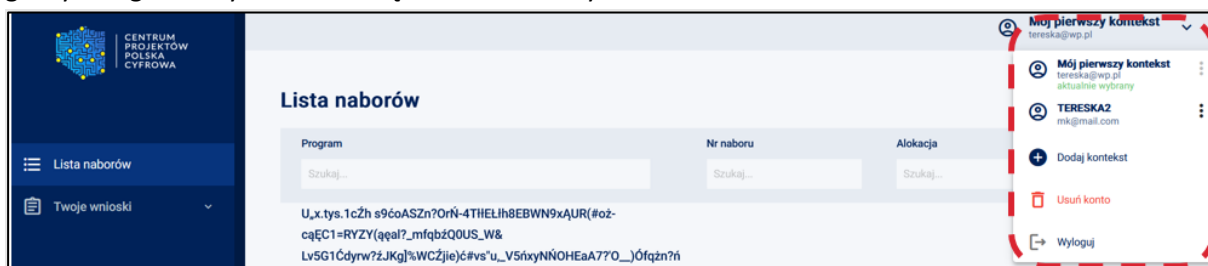 CENTRUM
PROJEKTÓW
POLSKA
CYFROWA
Mój pierwszy kontekst
tereska@wp.pl
Mój pierwszy kontekst
tereska@wp.pl
aktualnie wybrany
TERESKA2
mk@mail.com
Dodaj kontekst
Usuń konto
Wyloguj
Lista naborów
Twoje wnioski
Lista naborów
Program
Nr naboru
Alokacja
Szukaj...
Szukaj...
Szukaj...